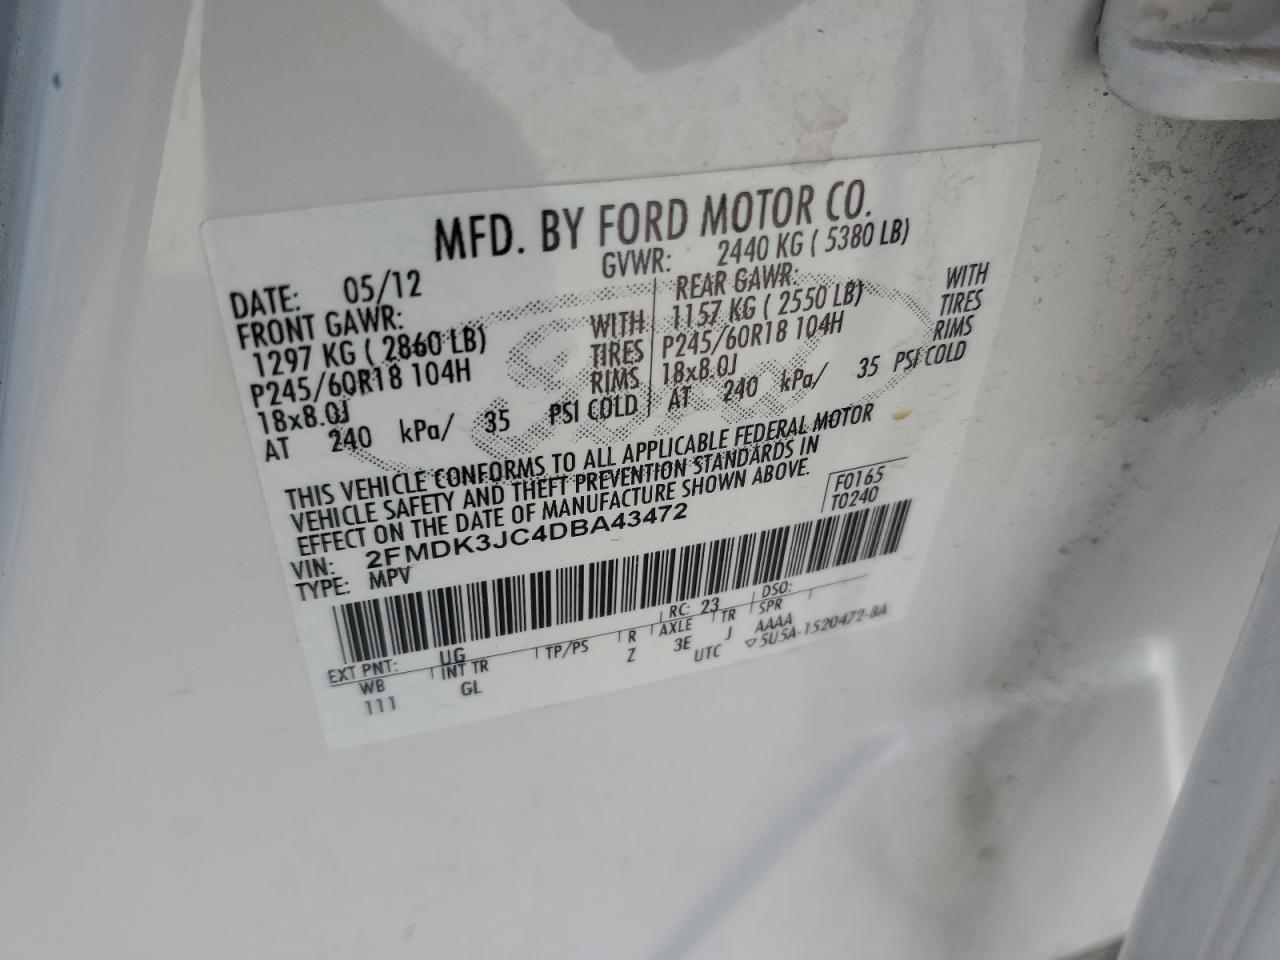 MFD. BY FORD MOTOR CO.
DATE: 05/12 GVWR: 2440 KG ( 5380 LB)
FRONT GAWR: REAR GAWR:
1297 KG ( 2860 LB) WITH 1157 KG ( 2550 LB) WITH
P245/60R18 104H TIRES P245/60R18 104H TIRES
18x8.0J RIMS 18x8.0J RIMS
AT 240 kPa/ 35 PSI COLD AT 240 kPa/ 35 PSI COLD
THIS VEHICLE CONFORMS TO ALL APPLICABLE FEDERAL MOTOR
VEHICLE SAFETY AND THEFT PREVENTION STANDARDS IN
EFFECT ON THE DATE OF MANUFACTURE SHOWN ABOVE.
F0165
VIN: 2FMDK3JC4DBA43472 T0240
TYPE: MPV
EXT PNT: UG RC: 23 DSO:
WB INT TR TP/PS R AXLE TR SPR
111 GL Z 3E J AAAA
UTC ▽5U5A-1520472-BA